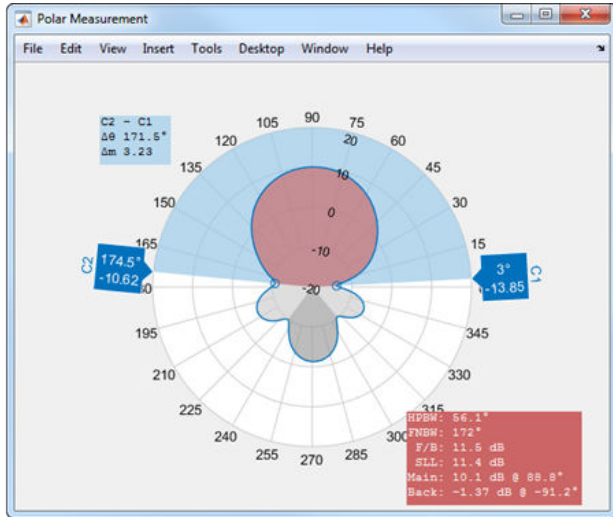 Polar Measurement
File Edit View Insert Tools Desktop Window Help
C2 - C1
Δθ 171.5°
Δm 3.23
90
105 75
120 60
135 45
150 30
165 15
20
10
0
-10
-20
C2
174.5°
-10.62
3°
-13.85
C1
195 345
210 330
225 315
240 300
255 285
270
HPBW: 56.1°
FNBW: 172°
F/B: 11.5 dB
SLL: 11.4 dB
Main: 10.1 dB @ 88.8°
Back: -1.37 dB @ -91.2°